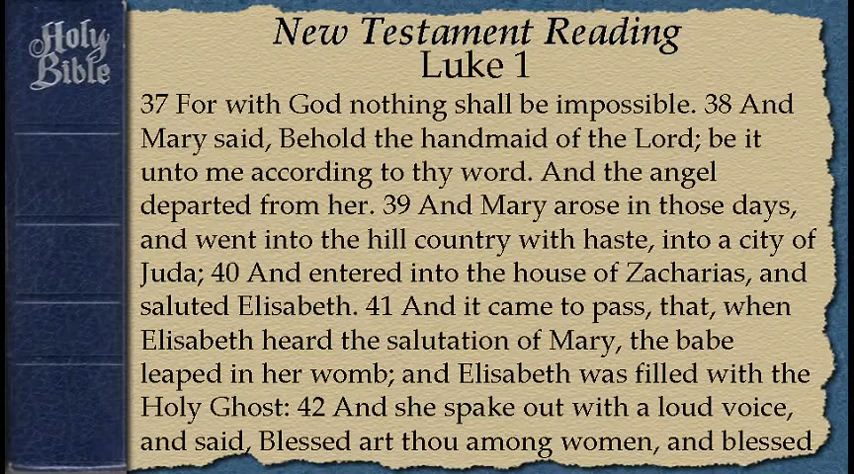 Holy
Bible
New Testament Reading
Luke 1
37 For with God nothing shall be impossible. 38 And
Mary said, Behold the handmaid of the Lord; be it
unto me according to thy word. And the angel
departed from her. 39 And Mary arose in those days,
and went into the hill country with haste, into a city of
Juda; 40 And entered into the house of Zacharias, and
saluted Elisabeth. 41 And it came to pass, that, when
Elisabeth heard the salutation of Mary, the babe
leaped in her womb; and Elisabeth was filled with the
Holy Ghost: 42 And she spake out with a loud voice,
and said, Blessed art thou among women, and blessed